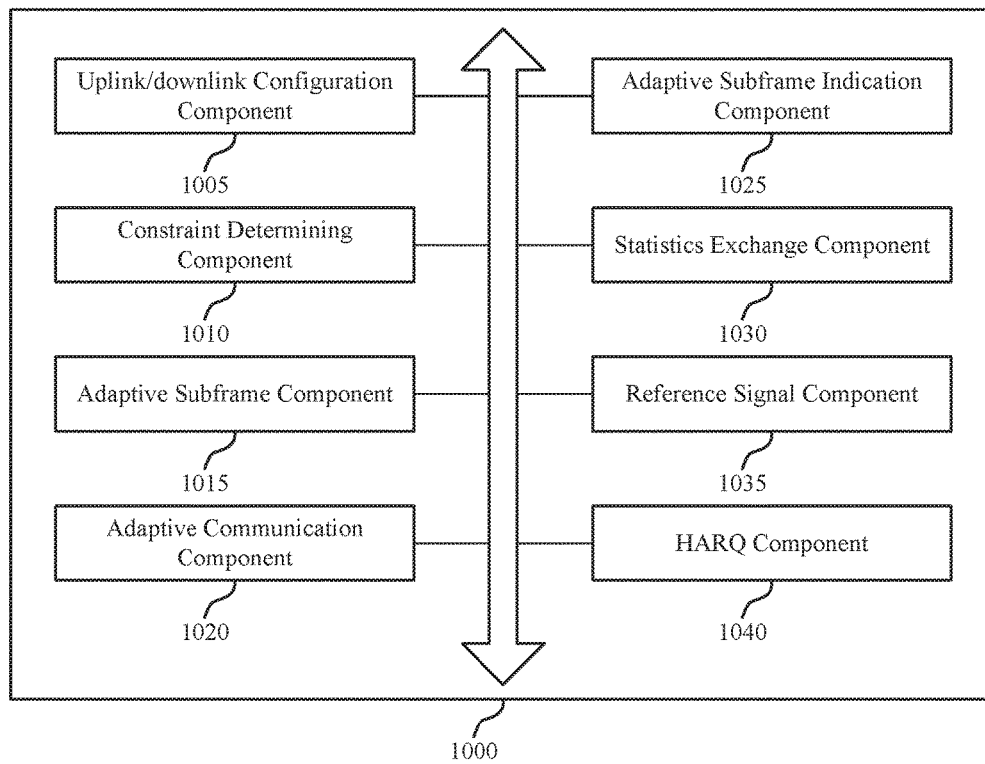 Uplink/downlink Configuration
Component
1005
Constraint Determining
Component
1010
Adaptive Subframe Component
1015
Adaptive Communication
Component
1020
Adaptive Subframe Indication
Component
1025
Statistics Exchange Component
1030
Reference Signal Component
1035
HARQ Component
1040
1000